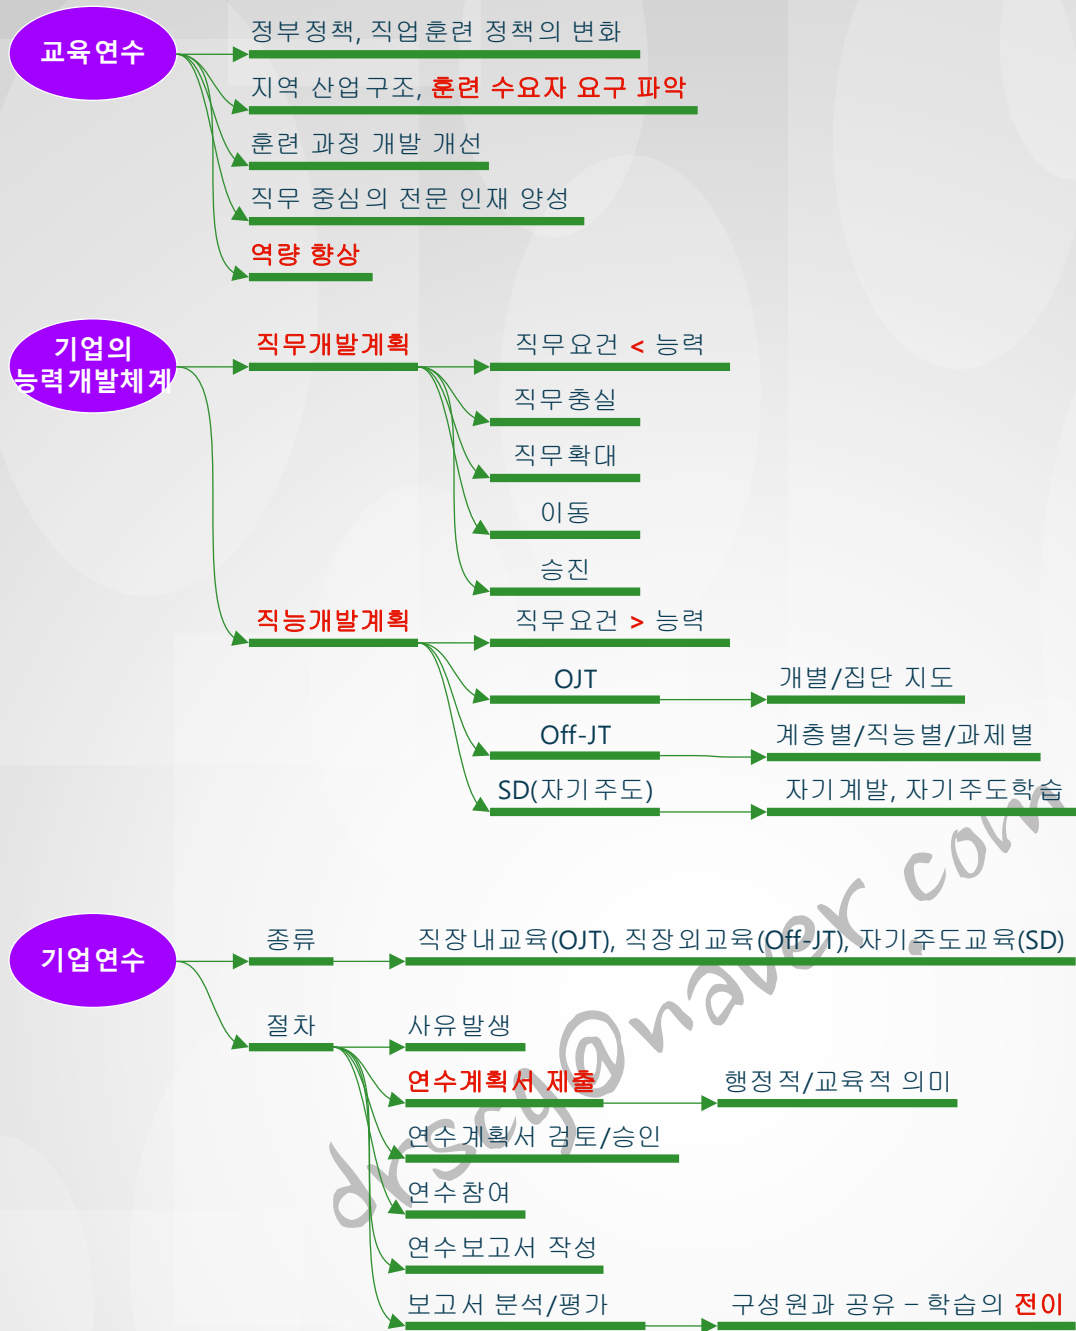 교육연수
정부정책, 직업훈련 정책의 변화
지역 산업구조, 훈련 수요자 요구 파악
훈련 과정 개발 개선
직무 중심의 전문 인재 양성
역량 향상
기업의
능력개발체계
직무개발계획
직무요건 < 능력
직무충실
직무확대
이동
승진
직능개발계획
직무요건 > 능력
OJT
개별/집단 지도
Off-JT
계층별/직능별/과제별
SD(자기주도)
자기계발, 자기주도학습
기업연수
종류
직장내교육(OJT), 직장외교육(Off-JT), 자기주도교육(SD)
절차
사유발생
연수계획서 제출
행정적/교육적 의미
연수계획서 검토/승인
연수참여
연수보고서 작성
보고서 분석/평가
구성원과 공유 – 학습의 전이
drscy@naver.com